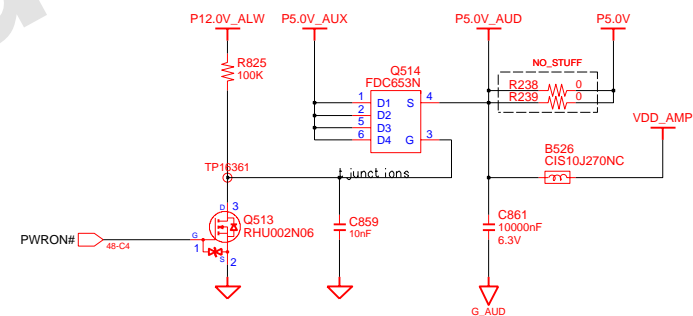 P12.0V_ALW P5.0V_AUX P5.0V_AUD P5.0V
R825
100K
Q514
FDC653N
NO_STUFF
R238 0
R239 0
1 D1 S 4
2 D2
5 D3
6 D4 G 3
VDD_AMP
B526
CIS10J270NC
TP16361
t junctions
D 3
Q513
RHU002N06
C859
10nF
C861
10000nF
6.3V
PWRON# 48-C4 G 1
S 2
G_AUD